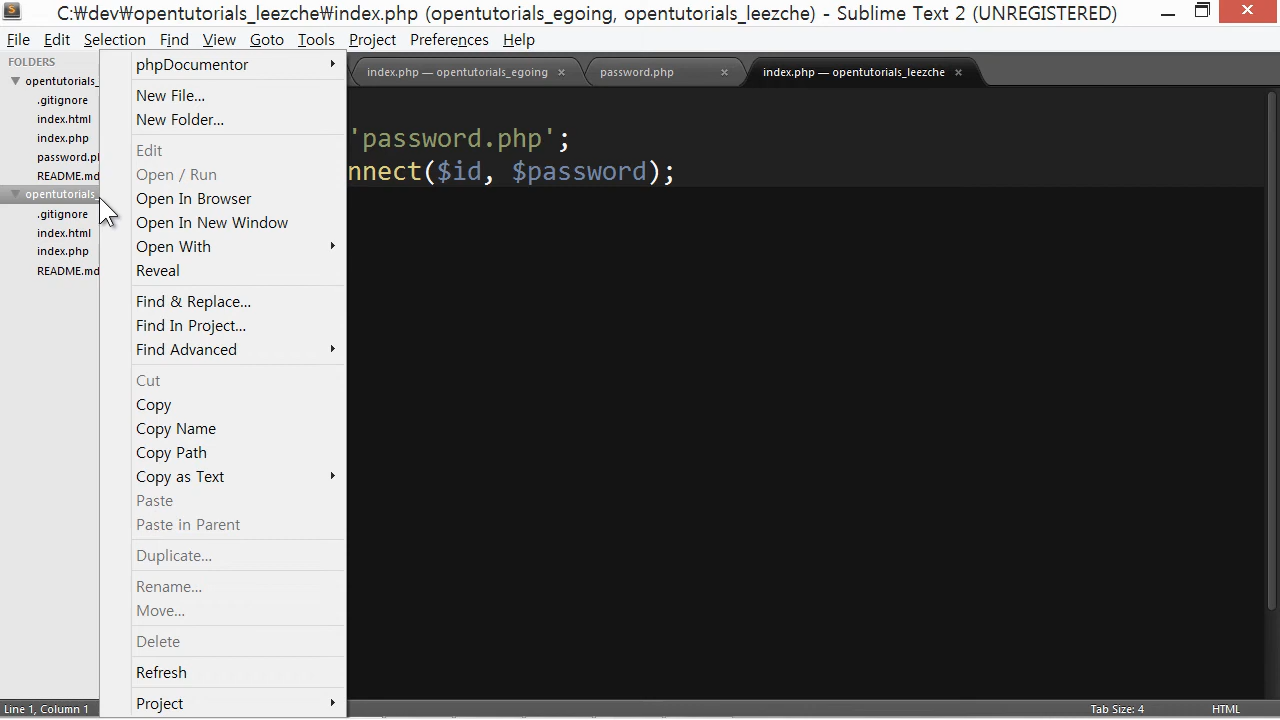 C:₩dev₩opentutorials_leezche₩index.php (opentutorials_egoing, opentutorials_leezche) - Sublime Text 2 (UNREGISTERED)
File Edit Selection Find View Goto Tools Project Preferences Help
FOLDERS
opentutorials_
.gitignore
index.html
index.php
password.pl
README.md
opentutorials_
.gitignore
index.html
index.php
README.md
phpDocumentor
New File...
New Folder...
Edit
Open / Run
Open In Browser
Open In New Window
Open With
Reveal
Find & Replace...
Find In Project...
Find Advanced
Cut
Copy
Copy Name
Copy Path
Copy as Text
Paste
Paste in Parent
Duplicate...
Rename...
Move...
Delete
Refresh
Project
index.php — opentutorials_egoing
password.php
index.php — opentutorials_leezche
'password.php';
nnect($id, $password);
Line 1, Column 1
Tab Size: 4
HTML